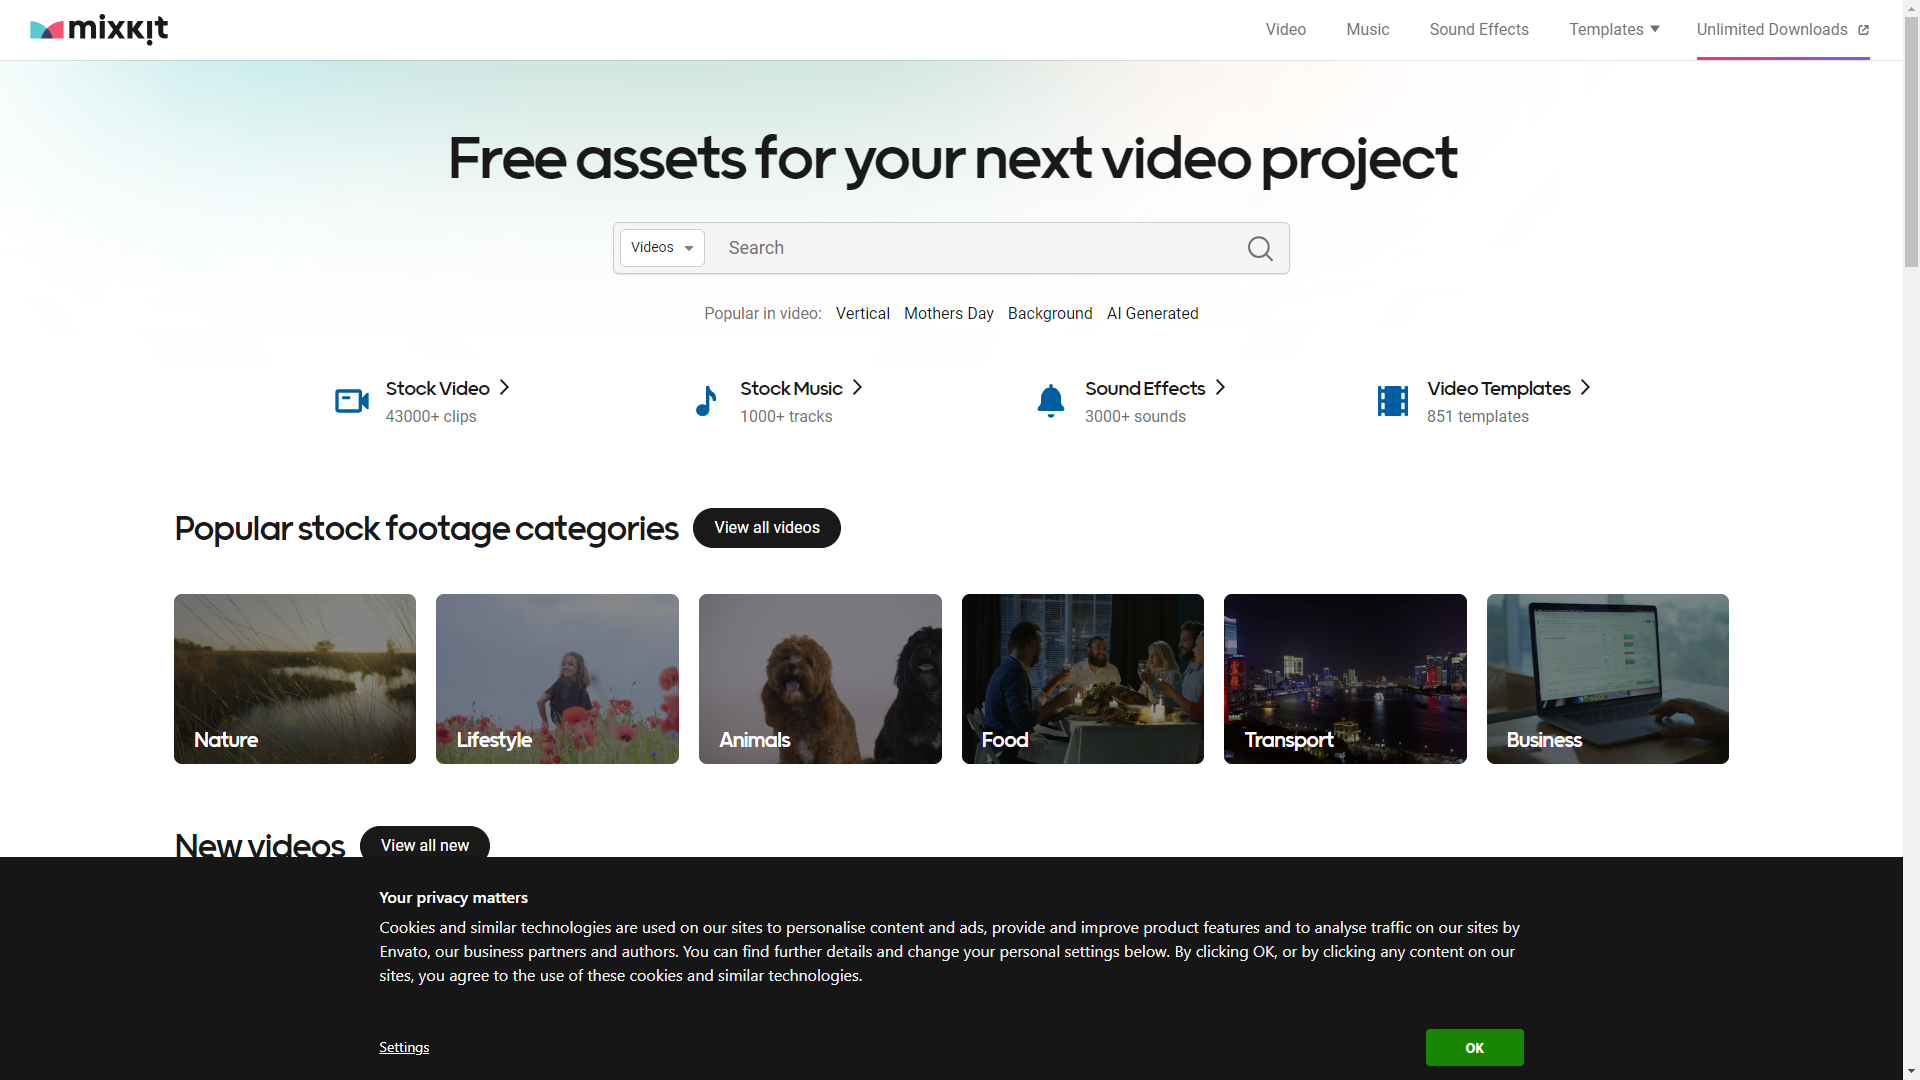 mixkit
Video Music Sound Effects Templates Unlimited Downloads
Free assets for your next video project
Videos Search
Popular in video: Vertical Mothers Day Background AI Generated
Stock Video
43000+ clips
Stock Music
1000+ tracks
Sound Effects
3000+ sounds
Video Templates
851 templates
Popular stock footage categories View all videos
Nature
Lifestyle
Animals
Food
Transport
Business
New videos View all new
Your privacy matters
Cookies and similar technologies are used on our sites to personalise content and ads, provide and improve product features and to analyse traffic on our sites by
Envato, our business partners and authors. You can find further details and change your personal settings below. By clicking OK, or by clicking any content on our
sites, you agree to the use of these cookies and similar technologies.
Settings
OK